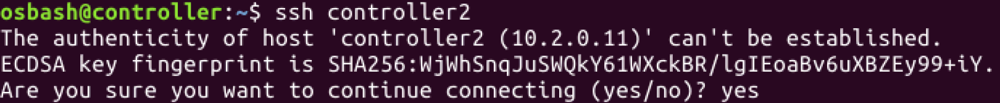 osbash@controller:~$ ssh controller2
The authenticity of host 'controller2 (10.2.0.11)' can't be established.
ECDSA key fingerprint is SHA256:WjWhSnqJuSWQkY61WXckBR/lgIEoaBv6uXBZEy99+iY.
Are you sure you want to continue connecting (yes/no)? yes